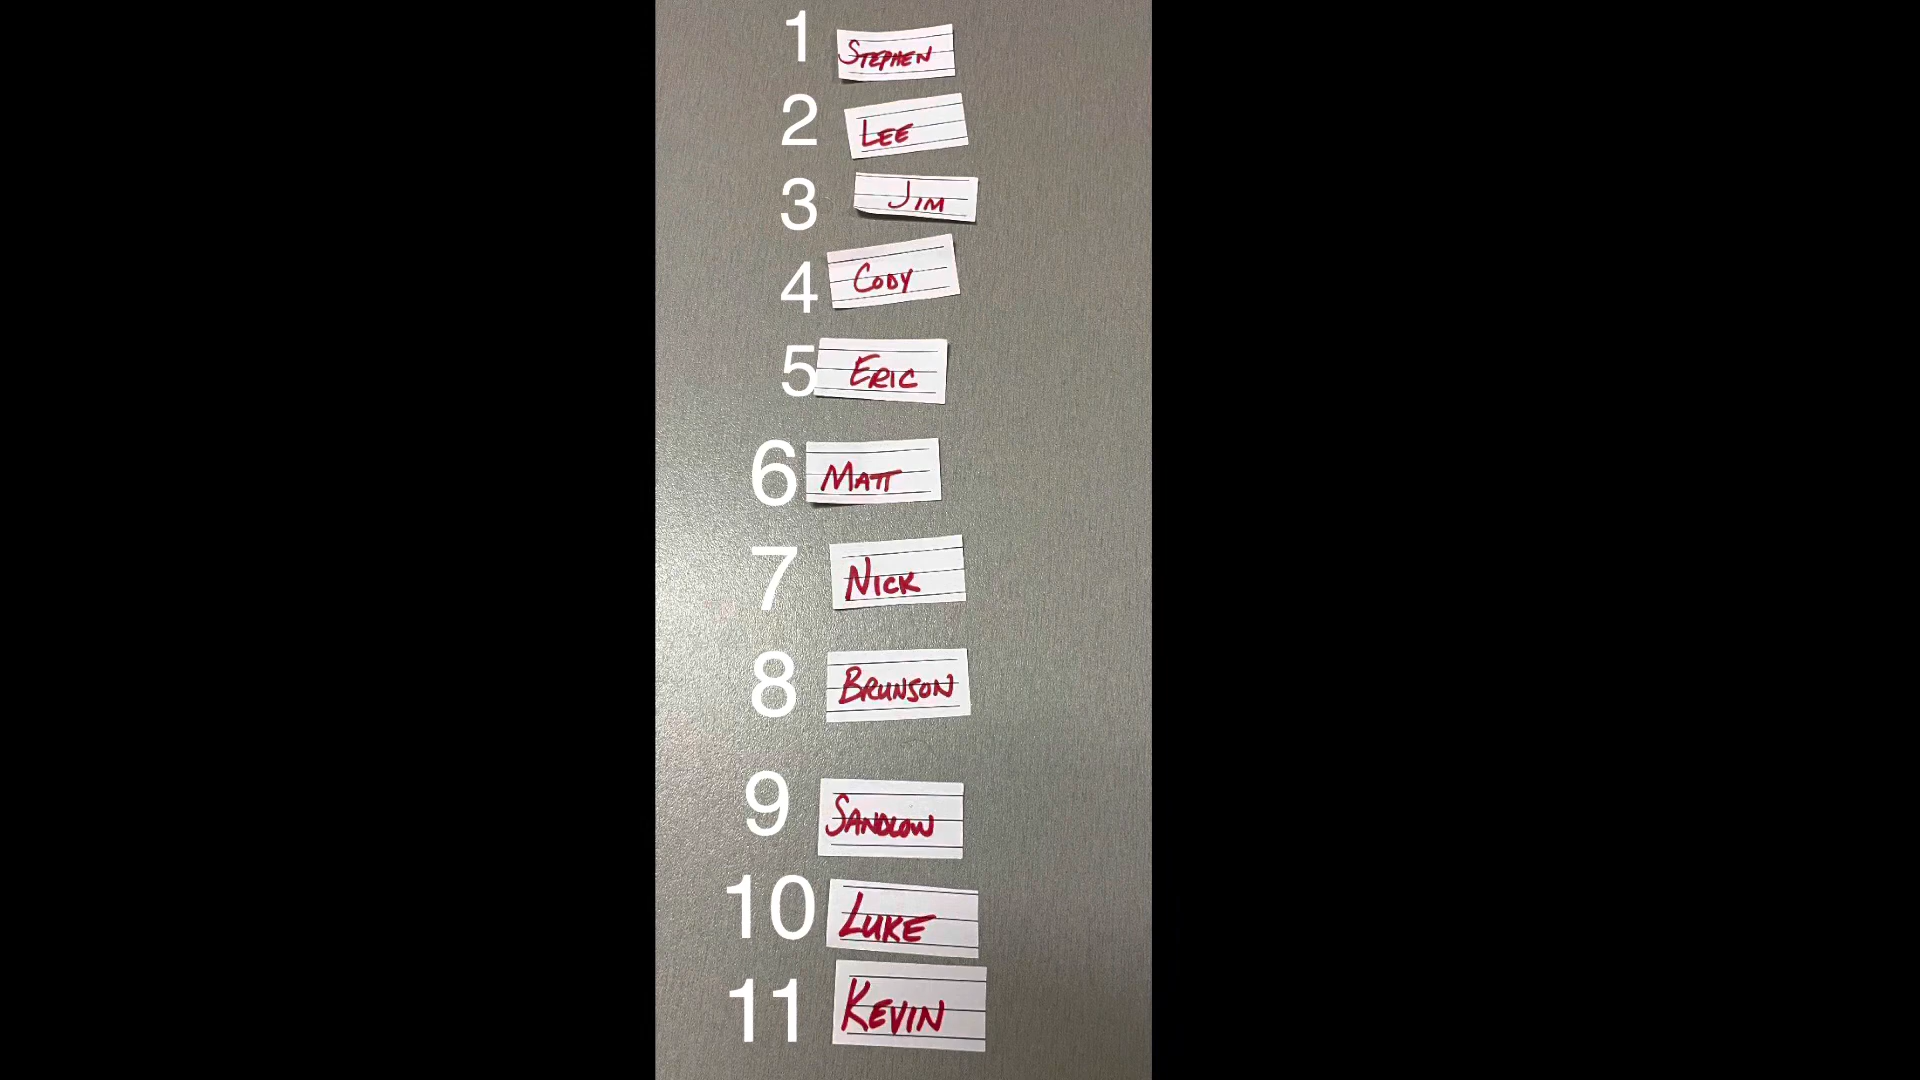 1 STEPHEN
2 LEE
3 JIM
4 CODY
5 ERIC
6 MATT
7 NICK
8 BRUNSON
9 SANDLOW
10 LUKE
11 KEVIN